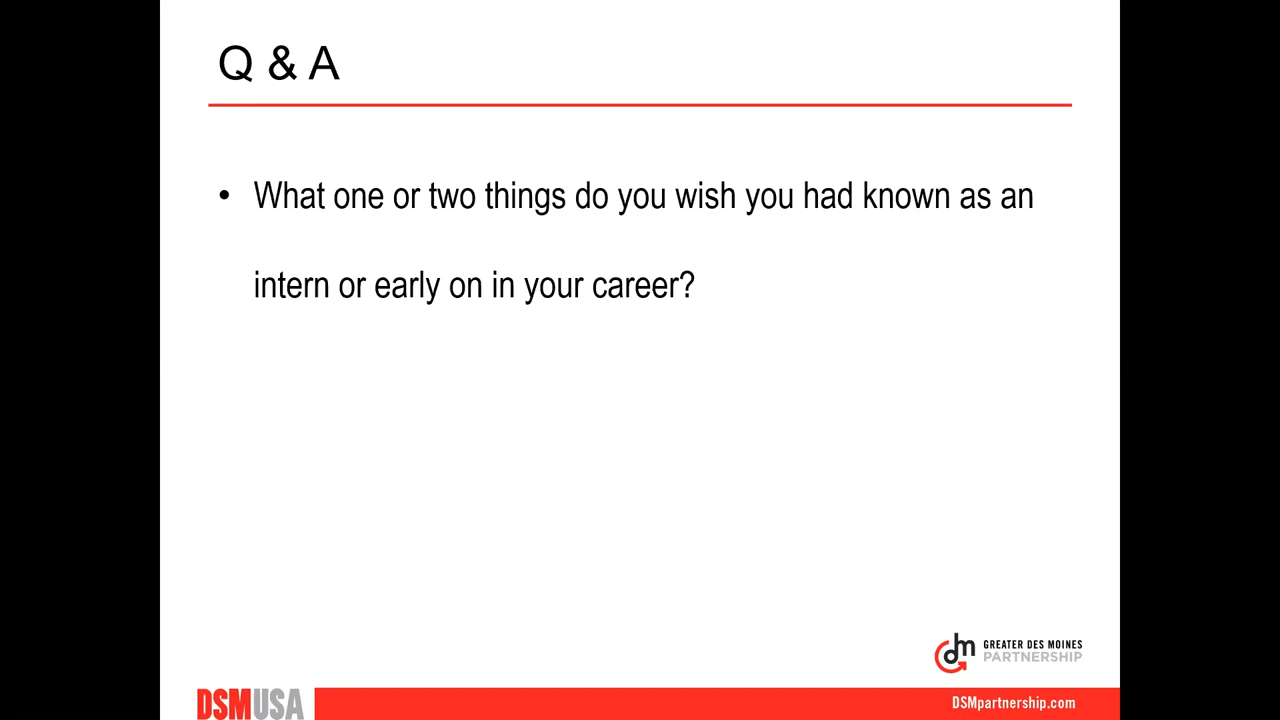 Q & A
• What one or two things do you wish you had known as an
intern or early on in your career?
dm GREATER DES MOINES
PARTNERSHIP
DSMUSA DSMpartnership.com